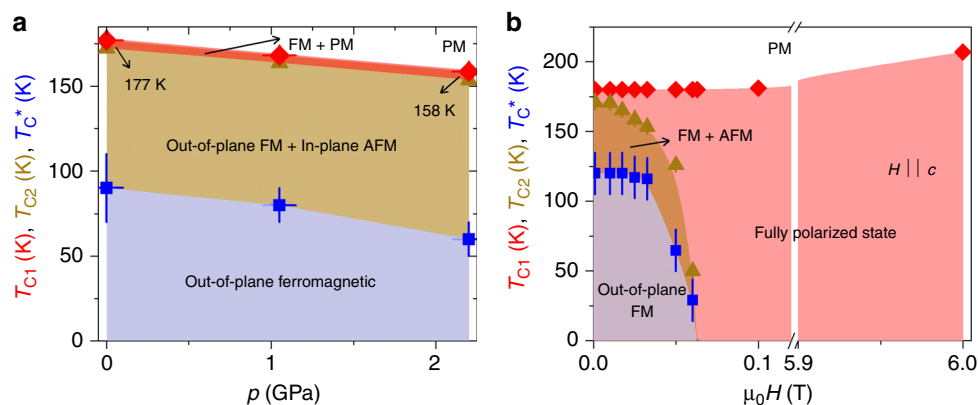 a
T_C1 (K), T_C2 (K), T_C* (K)
150
100
50
0
FM + PM
PM
177 K
158 K
Out-of-plane FM + In-plane AFM
Out-of-plane ferromagnetic
0
1
2
p (GPa)
b
T_C1 (K), T_C2 (K), T_C* (K)
200
150
100
50
0
PM
FM + AFM
H || c
Fully polarized state
Out-of-plane
FM
0.0
0.1
5.9
6.0
μ₀H (T)